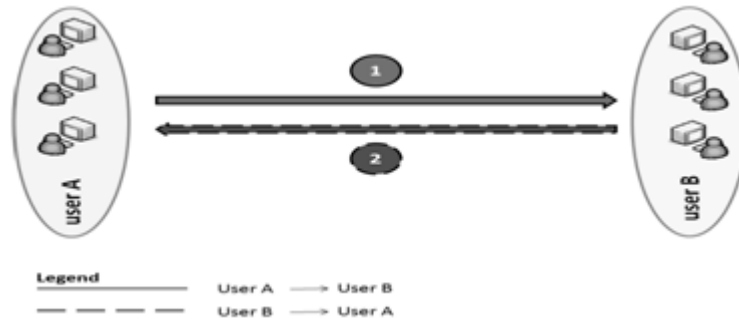 1
2
user A
user B
Legend
User A → User B
User B → User A